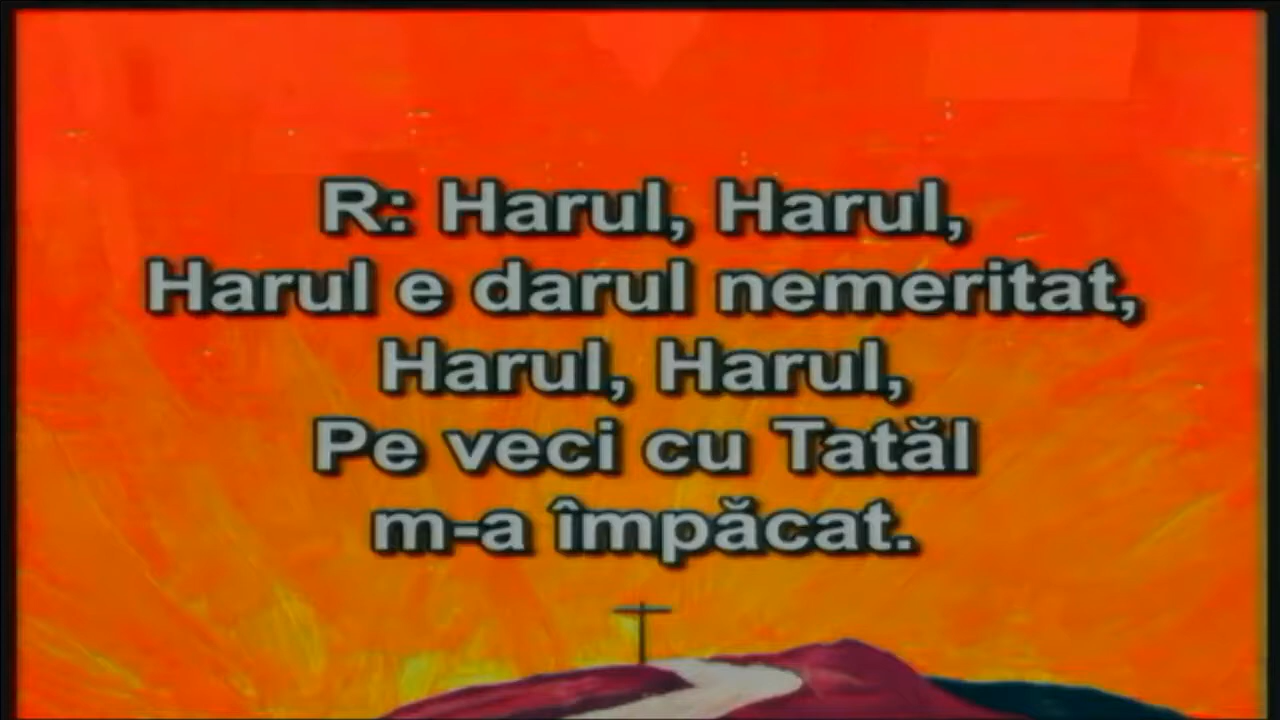 R: Harul, Harul,
Harul e darul nemeritat,
Harul, Harul,
Pe veci cu Tatăl
m-a împăcat.